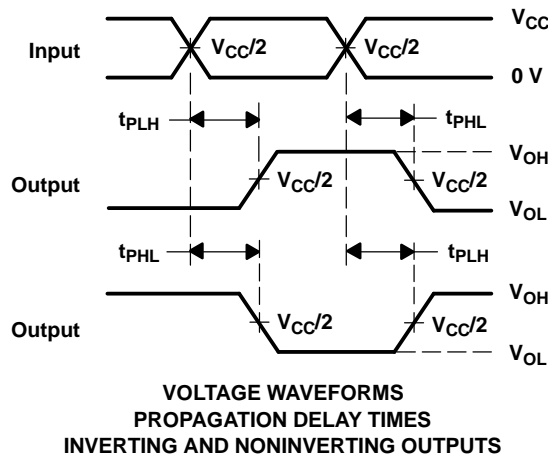 V_CC
Input
V_CC/2
V_CC/2
0 V
t_PLH
t_PHL
V_OH
Output
V_CC/2
V_CC/2
V_OL
t_PHL
t_PLH
V_OH
Output
V_CC/2
V_CC/2
V_OL
VOLTAGE WAVEFORMS
PROPAGATION DELAY TIMES
INVERTING AND NONINVERTING OUTPUTS